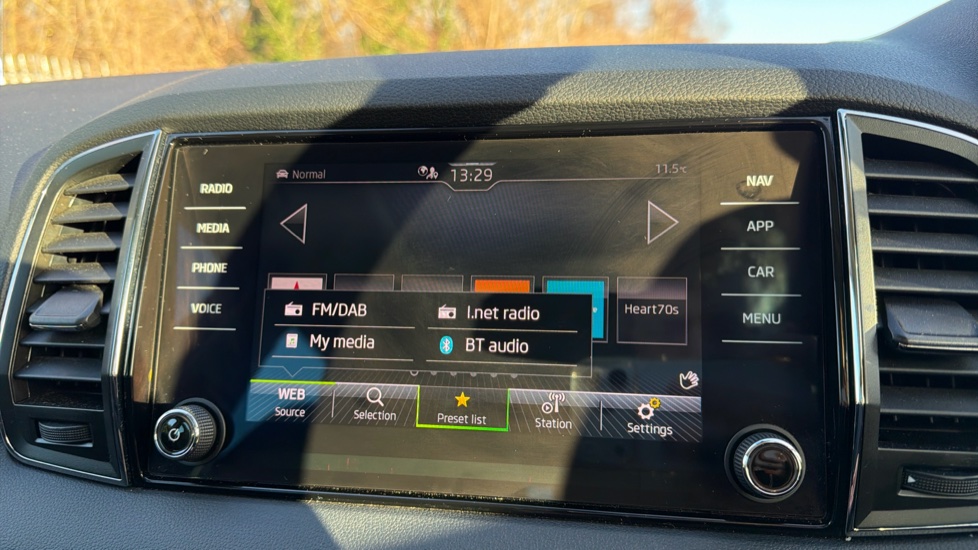 Normal 13:29 11.5°C
RADIO
MEDIA
PHONE
VOICE
NAV
APP
CAR
MENU
Heart70s
FM/DAB
I.net radio
My media
BT audio
WEB
Source
Selection
Preset list
Station
Settings